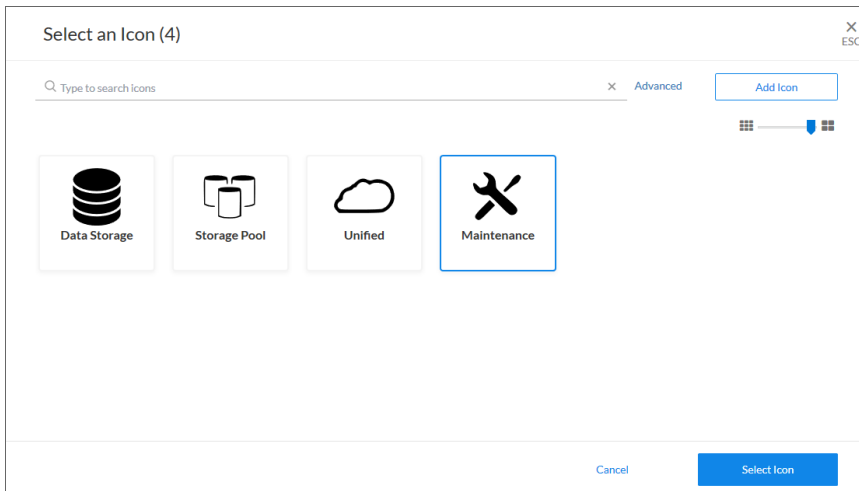 Select an Icon (4)
×
ESC
Type to search icons
×
Advanced
Add Icon
Data Storage
Storage Pool
Unified
Maintenance
Cancel
Select Icon